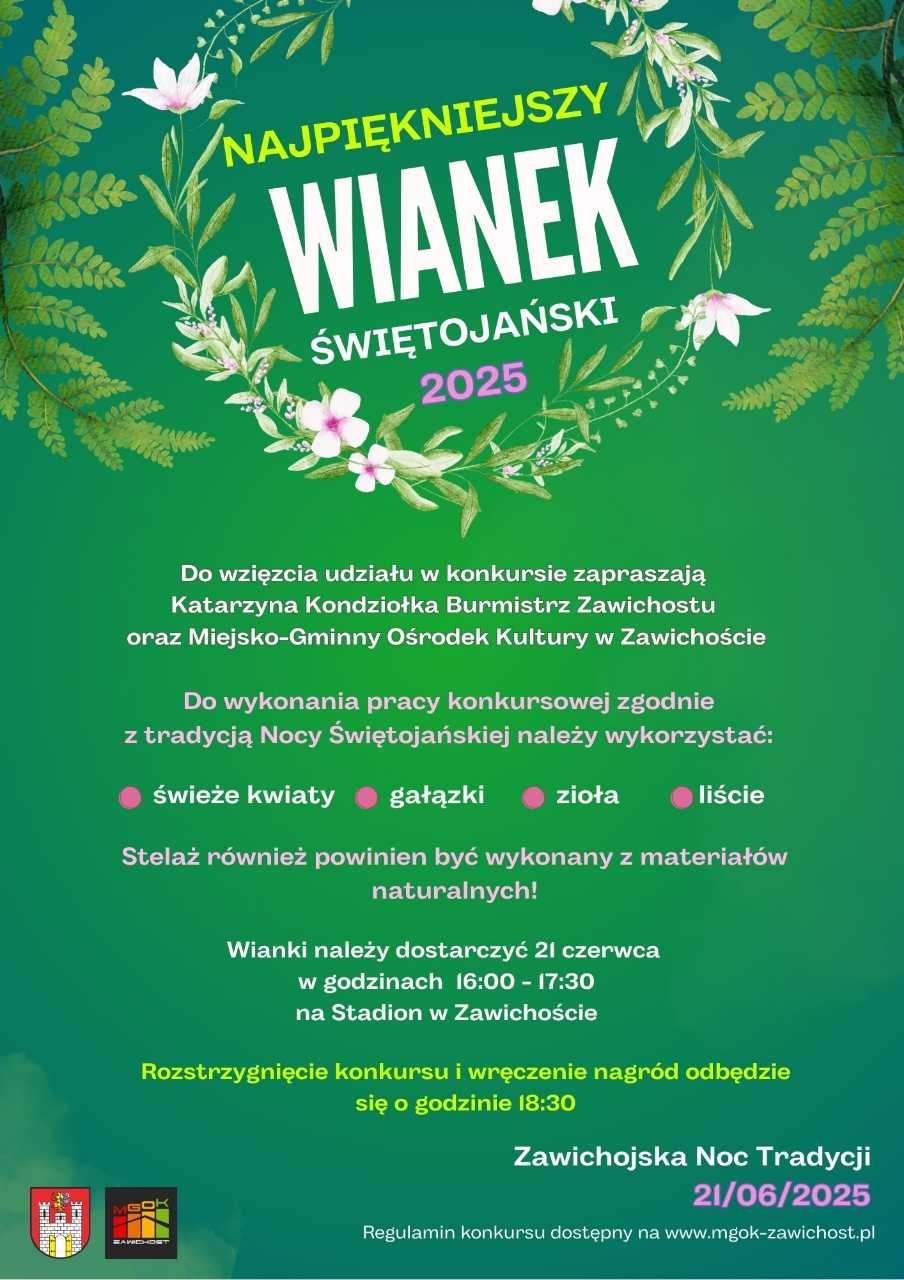 NAJPIĘKNIEJSZY
WIANEK
ŚWIĘTOJAŃSKI
2025
Do wzięzcia udziału w konkursie zapraszają
Katarzyna Kondziołka Burmistrz Zawichostu
oraz Miejsko-Gminny Ośrodek Kultury w Zawichoście
Do wykonania pracy konkursowej zgodnie
z tradycją Nocy Świętojańskiej należy wykorzystać:
świeże kwiaty gałązki zioła liście
Stelaż również powinien być wykonany z materiałów
naturalnych!
Wianki należy dostarczyć 21 czerwca
w godzinach 16:00 - 17:30
na Stadion w Zawichoście
Rozstrzygnięcie konkursu i wręczenie nagród odbędzie
się o godzinie 18:30
Zawichojska Noc Tradycji
21/06/2025
Regulamin konkursu dostępny na www.mgok-zawichost.pl
MGOK
ZAWICHOST